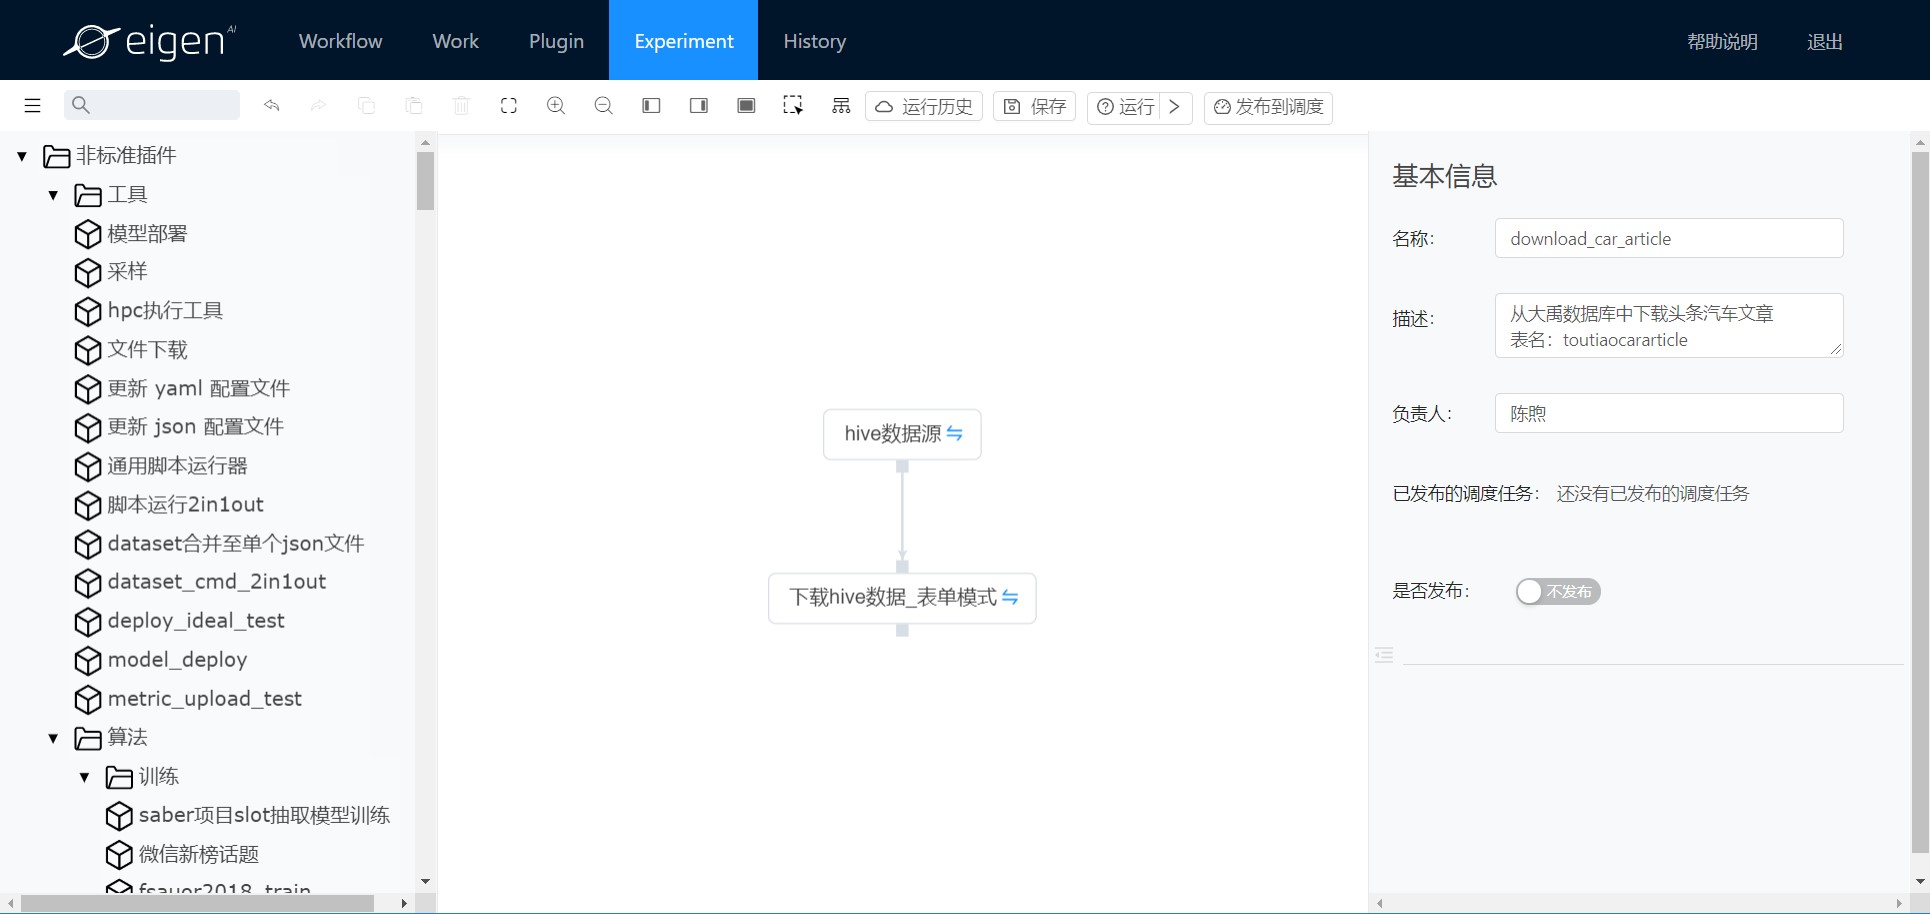 eigen AI
Workflow
Work
Plugin
Experiment
History
帮助说明
退出
运行历史
保存
运行
发布到调度
非标准插件
工具
模型部署
采样
hpc执行工具
文件下载
更新 yaml 配置文件
更新 json 配置文件
通用脚本运行器
脚本运行2in1out
dataset合并至单个json文件
dataset_cmd_2in1out
deploy_ideal_test
model_deploy
metric_upload_test
算法
训练
saber项目slot抽取模型训练
微信新榜话题
fsauor2018_train
hive数据源
下载hive数据_表单模式
基本信息
名称：
download_car_article
描述：
从大禹数据库中下载头条汽车文章
表名：toutiaocararticle
负责人：
陈煦
已发布的调度任务： 还没有已发布的调度任务
是否发布：
不发布